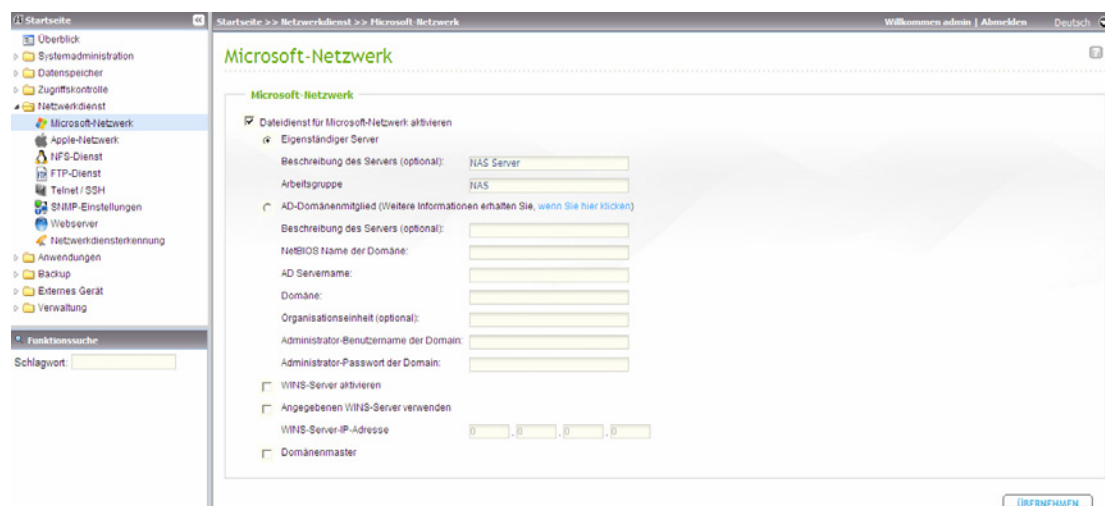 Startseite
Startseite >> Netzwerkdienst >> Microsoft-Netzwerk
Willkommen admin | Abmelden
Deutsch
Überblick
Systemadministration
Datenspeicher
Zugriffskontrolle
Netzwerkdienst
Microsoft-Netzwerk
Apple-Netzwerk
NFS-Dienst
FTP-Dienst
Telnet / SSH
SNMP-Einstellungen
Webserver
Netzwerkdiensterkennung
Anwendungen
Backup
Externes Gerät
Verwaltung
Funktionssuche
Schlagwort:
Microsoft-Netzwerk
Microsoft-Netzwerk
Dateidienst für Microsoft-Netzwerk aktivieren
Eigenständiger Server
Beschreibung des Servers (optional): NAS Server
Arbeitsgruppe NAS
AD-Domänenmitglied (Weitere Informationen erhalten Sie, wenn Sie hier klicken)
Beschreibung des Servers (optional):
NetBIOS Name der Domäne:
AD Servername:
Domäne:
Organisationseinheit (optional):
Administrator-Benutzername der Domain:
Administrator-Passwort der Domain:
WINS-Server aktivieren
Angegebenen WINS-Server verwenden
WINS-Server-IP-Adresse 0 . 0 . 0 . 0
Domänenmaster
ÜBERNEHMEN